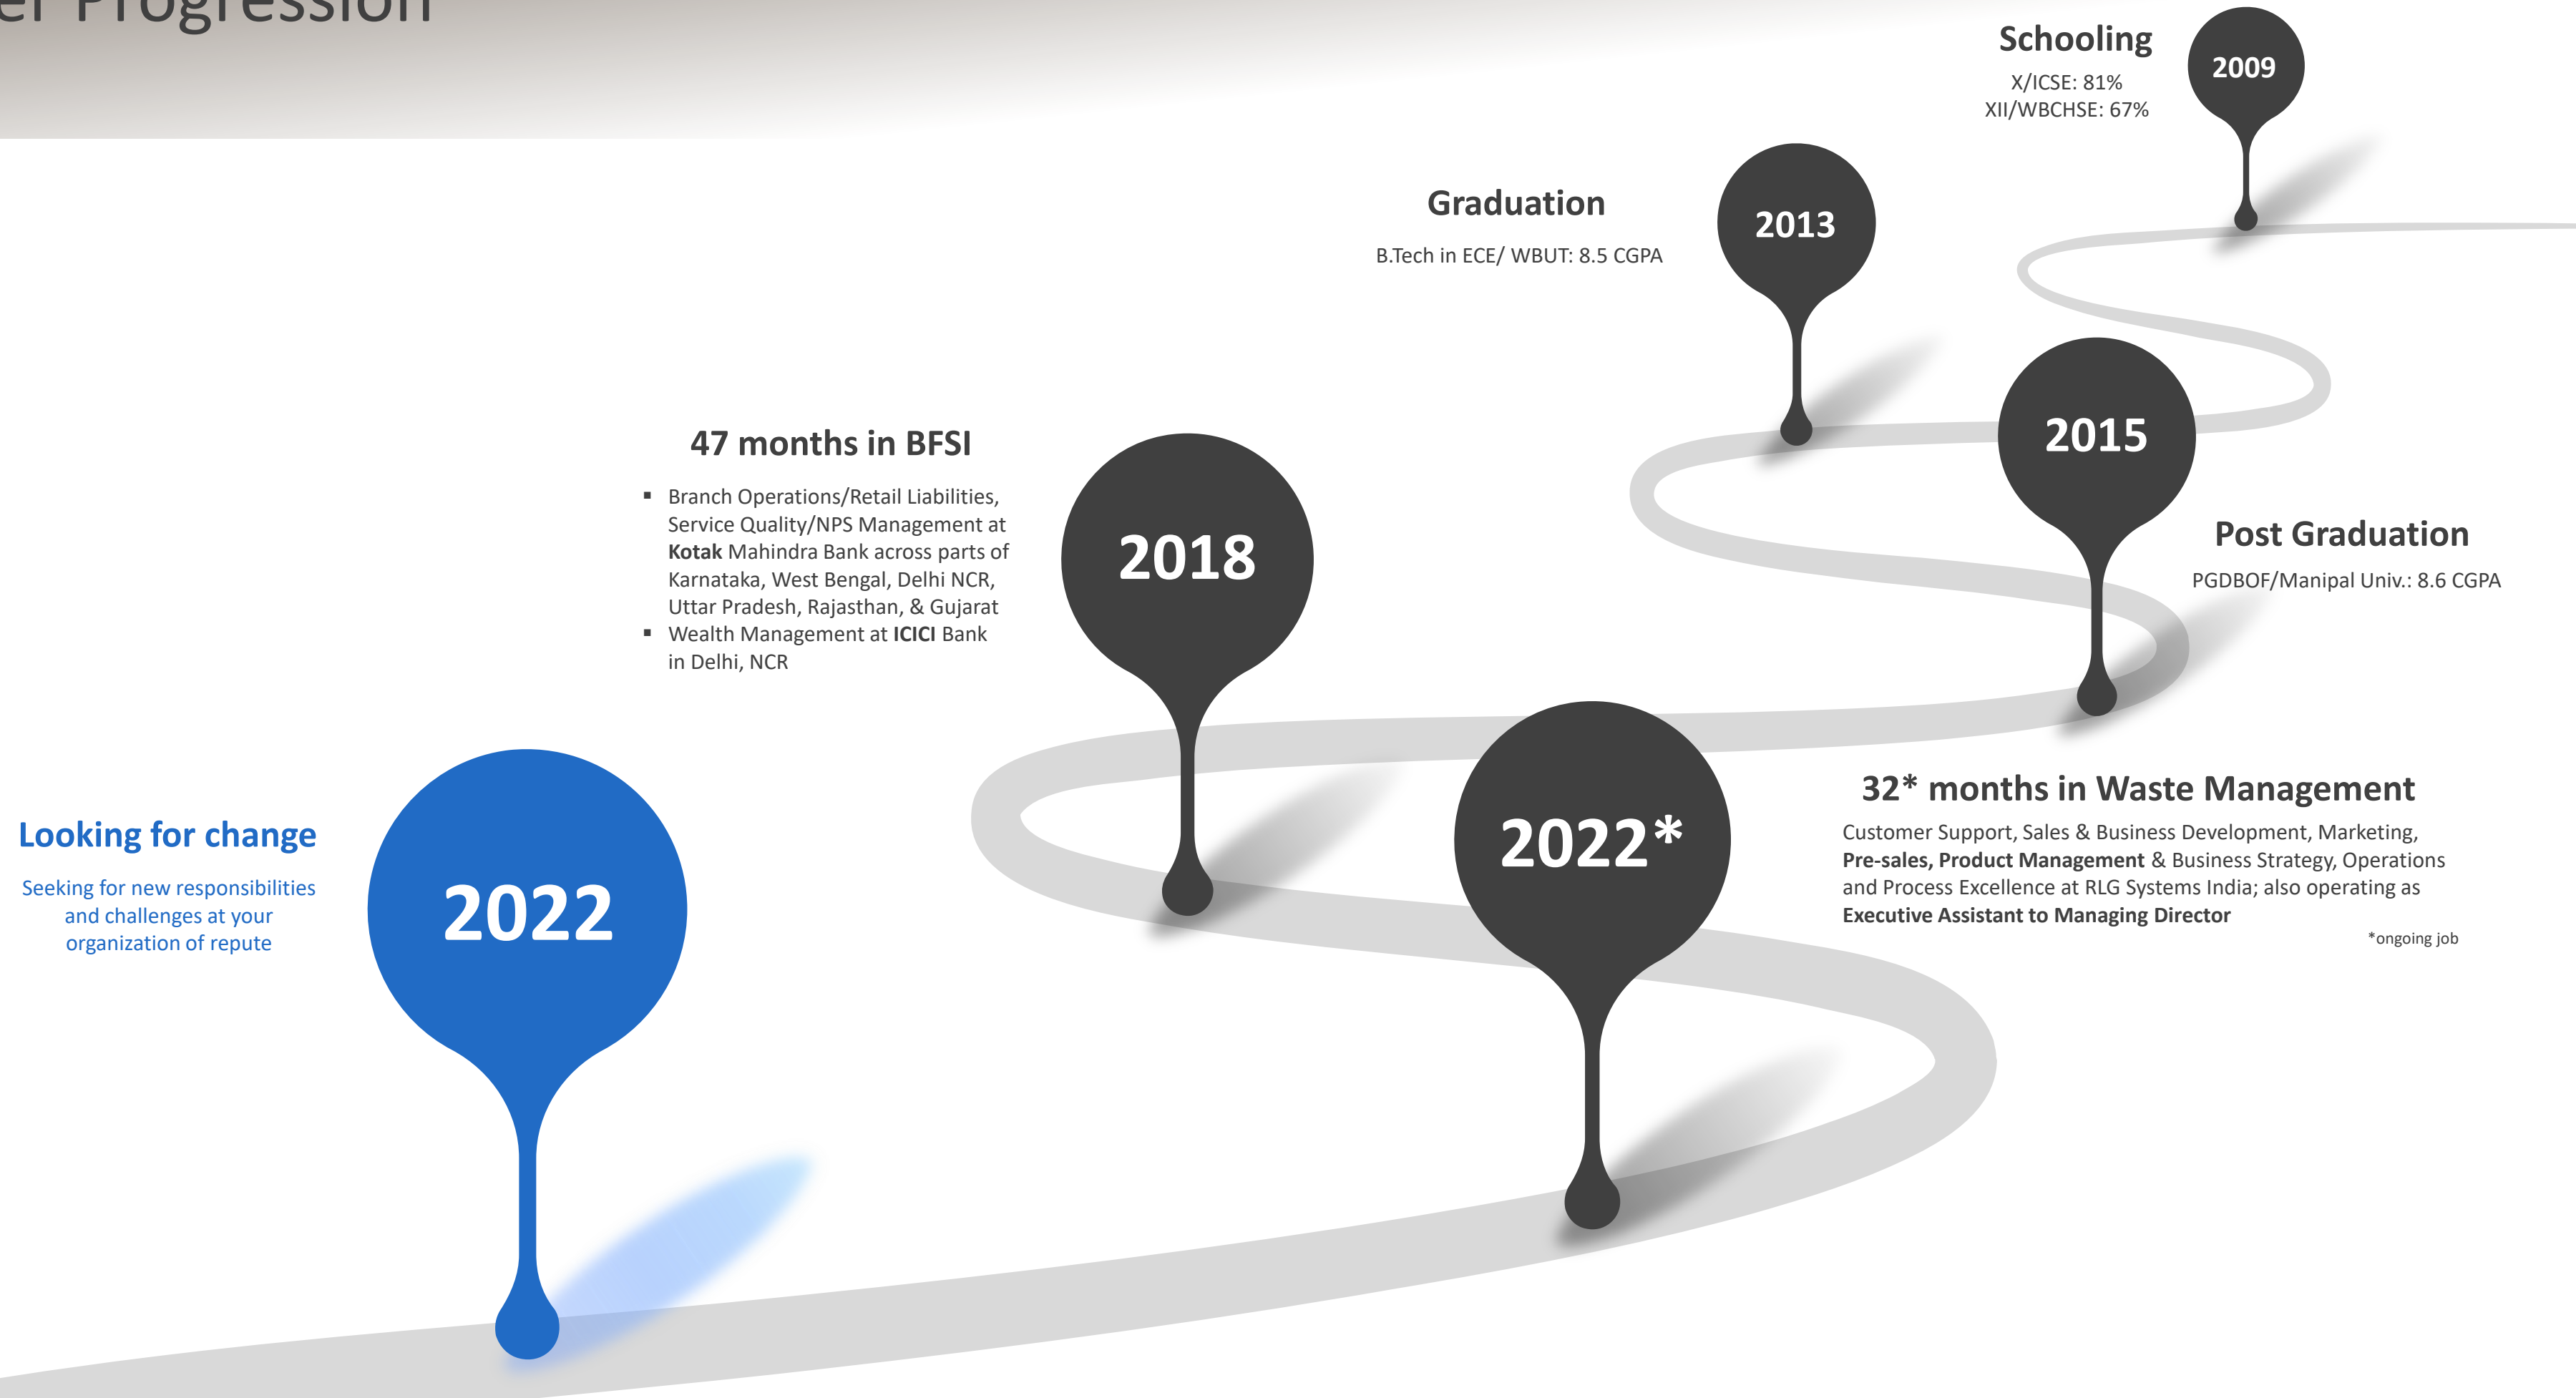 Progression
Schooling
X/ICSE: 81%
XII/WBCHSE: 67%
2009
Graduation
B.Tech in ECE/ WBUT: 8.5 CGPA
2013
2015
Post Graduation
PGDBOF/Manipal Univ.: 8.6 CGPA
47 months in BFSI
▪ Branch Operations/Retail Liabilities,
Service Quality/NPS Management at
Kotak Mahindra Bank across parts of
Karnataka, West Bengal, Delhi NCR,
Uttar Pradesh, Rajasthan, & Gujarat
▪ Wealth Management at ICICI Bank
in Delhi, NCR
2018
2022*
32* months in Waste Management
Customer Support, Sales & Business Development, Marketing,
Pre-sales, Product Management & Business Strategy, Operations
and Process Excellence at RLG Systems India; also operating as
Executive Assistant to Managing Director
*ongoing job
Looking for change
Seeking for new responsibilities
and challenges at your
organization of repute
2022